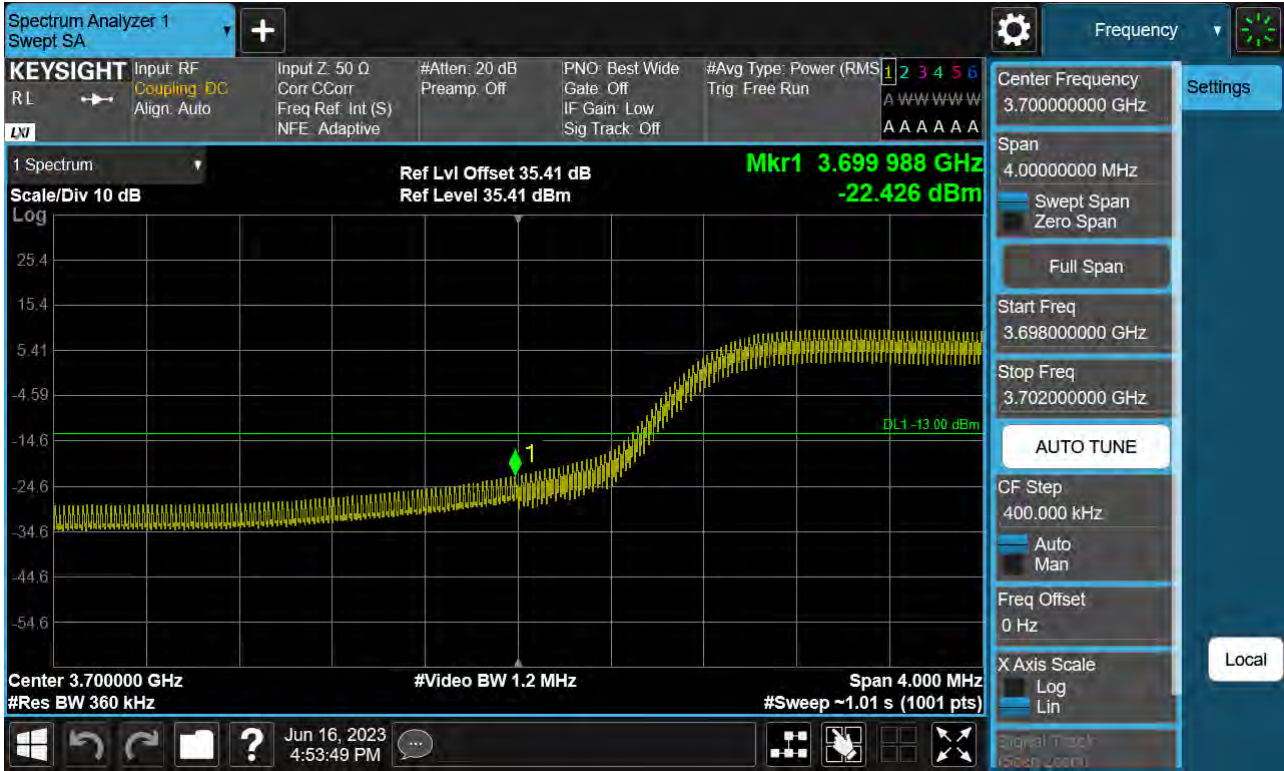 Spectrum Analyzer 1
Swept SA
+
Frequency
KEYSIGHT
RL
LXI
Input: RF
Coupling: DC
Align: Auto
Input Z: 50 Ω
Corr CCorr
Freq Ref: Int (S)
NFE: Adaptive
#Atten: 20 dB
Preamp: Off
PNO: Best Wide
Gate: Off
IF Gain: Low
Sig Track: Off
#Avg Type: Power (RMS
Trig: Free Run
1 2 3 4 5 6
A W W W W W
A A A A A A
Center Frequency
3.700000000 GHz
Settings
Span
4.00000000 MHz
Swept Span
Zero Span
Full Span
Start Freq
3.698000000 GHz
Stop Freq
3.702000000 GHz
AUTO TUNE
CF Step
400.000 kHz
Auto
Man
Freq Offset
0 Hz
X Axis Scale
Log
Lin
Signal Track
(Span Zoom)
Local
1 Spectrum
Scale/Div 10 dB
Log
Ref Lvl Offset 35.41 dB
Ref Level 35.41 dBm
Mkr1 3.699 988 GHz
-22.426 dBm
25.4
15.4
5.41
-4.59
-14.6
-24.6
-34.6
-44.6
-54.6
DL1 -13.00 dBm
1
Center 3.700000 GHz
#Res BW 360 kHz
#Video BW 1.2 MHz
Span 4.000 MHz
#Sweep ~1.01 s (1001 pts)
?
Jun 16, 2023
4:53:49 PM